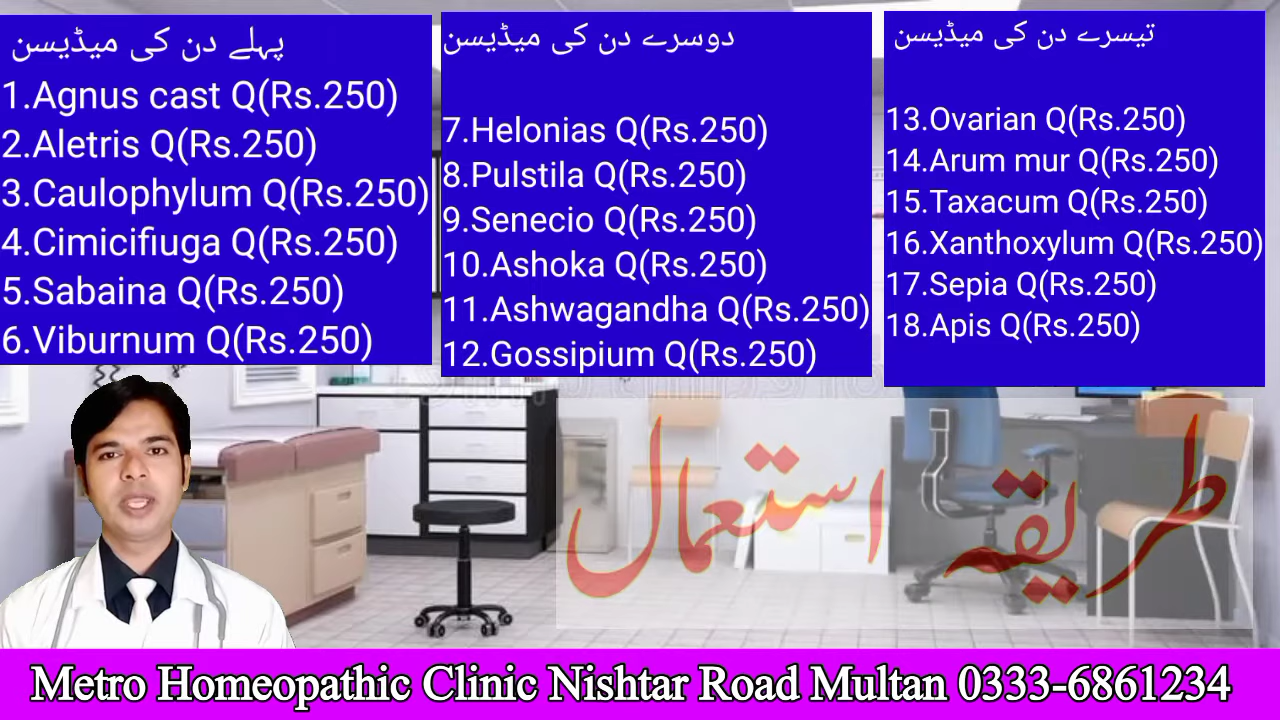 پہلے دن کی میڈیسن
1.Agnus cast Q(Rs.250)
2.Aletris Q(Rs.250)
3.Caulophylum Q(Rs.250)
4.Cimicifiuga Q(Rs.250)
5.Sabaina Q(Rs.250)
6.Viburnum Q(Rs.250)
دوسرے دن کی میڈیسن
7.Helonias Q(Rs.250)
8.Pulstila Q(Rs.250)
9.Senecio Q(Rs.250)
10.Ashoka Q(Rs.250)
11.Ashwagandha Q(Rs.250)
12.Gossipium Q(Rs.250)
تیسرے دن کی میڈیسن
13.Ovarian Q(Rs.250)
14.Arum mur Q(Rs.250)
15.Taxacum Q(Rs.250)
16.Xanthoxylum Q(Rs.250)
17.Sepia Q(Rs.250)
18.Apis Q(Rs.250)
طریقہ استعمال
Metro Homeopathic Clinic Nishtar Road Multan 0333-6861234